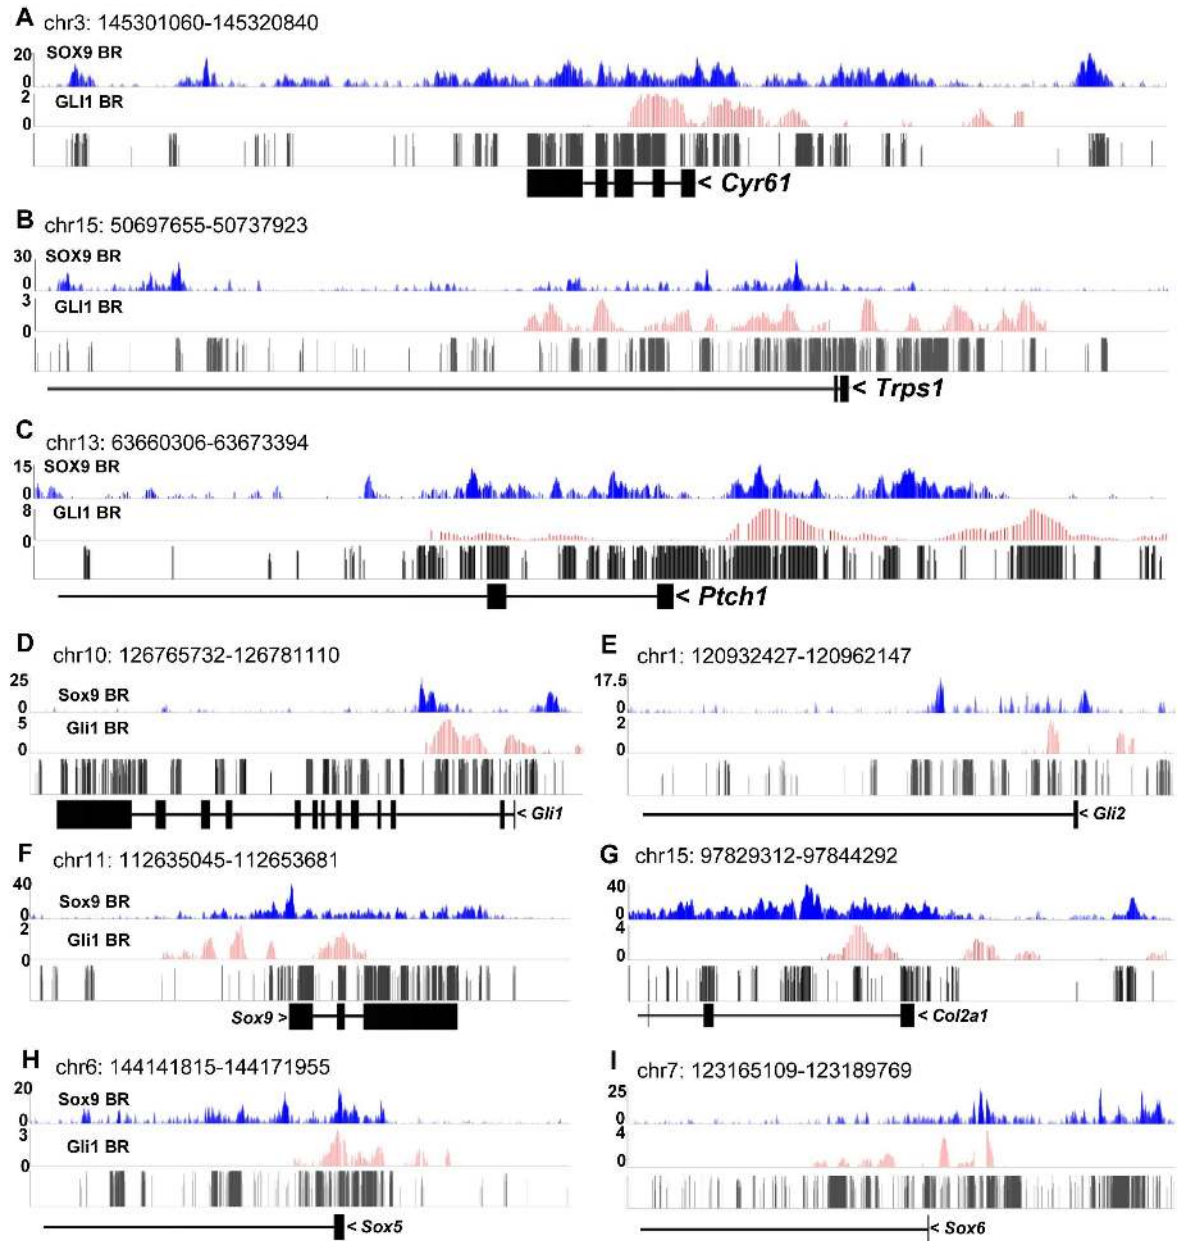 A chr3: 145301060-145320840
20 SOX9 BR
0
2 GLI1 BR
0
< Cyr61
B chr15: 50697655-50737923
30 SOX9 BR
0
3 GLI1 BR
0
< Trps1
C chr13: 63660306-63673394
15 SOX9 BR
0
8 GLI1 BR
0
< Ptch1
D chr10: 126765732-126781110
25 Sox9 BR
0
5 Gli1 BR
0
< Gli1
E chr1: 120932427-120962147
17.5
0
2
0
< Gli2
F chr11: 112635045-112653681
40 Sox9 BR
0
2 Gli1 BR
0
Sox9 >
G chr15: 97829312-97844292
40
0
4
0
< Col2a1
H chr6: 144141815-144171955
20 Sox9 BR
0
3 Gli1 BR
0
< Sox5
I chr7: 123165109-123189769
25
0
4
0
< Sox6